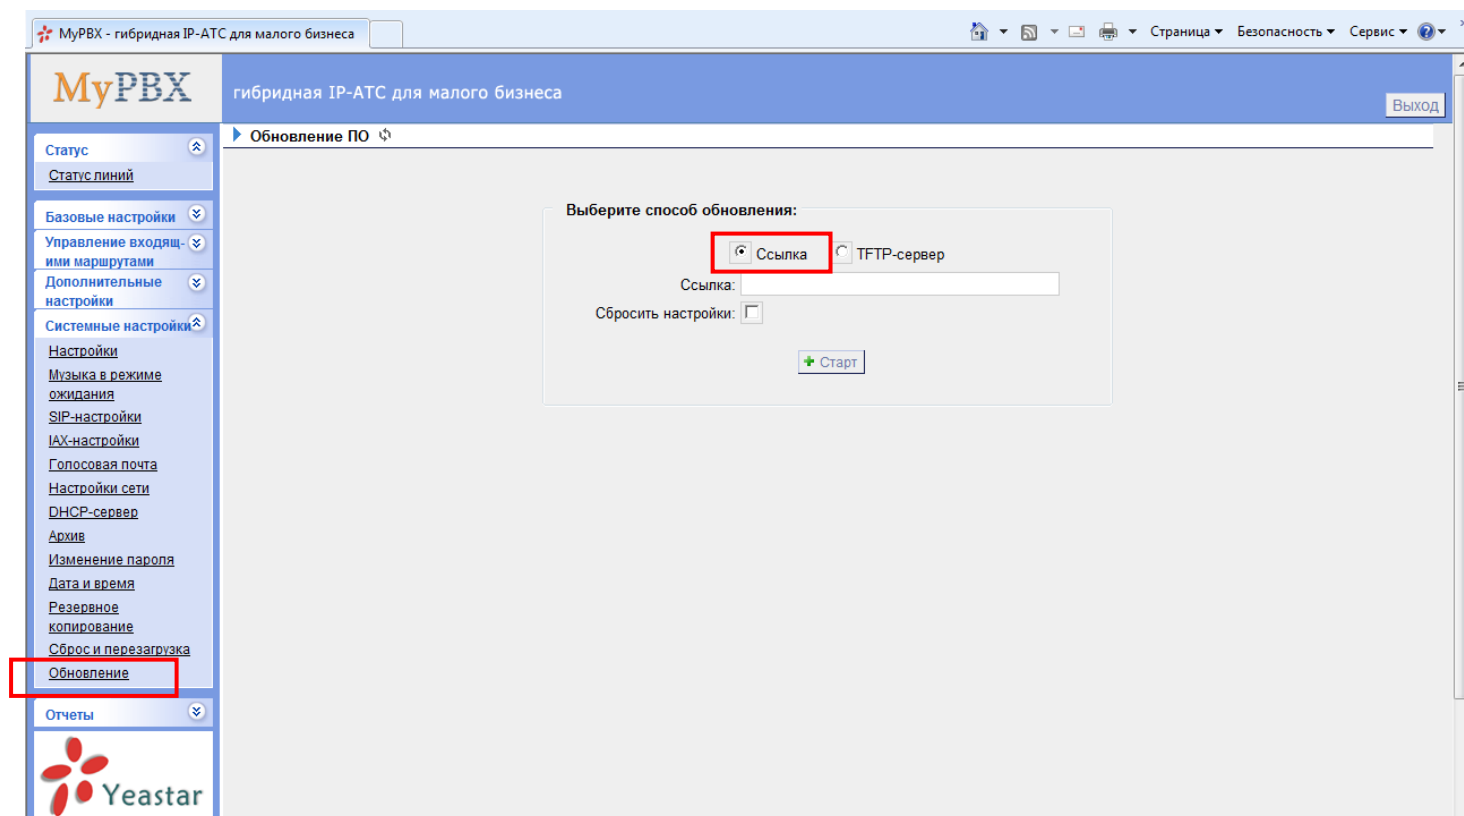 MyPBX - гибридная IP-АТС для малого бизнеса
Страница Безопасность Сервис
MyPBX
гибридная IP-АТС для малого бизнеса
Выход
Статус
Статус линий
Базовые настройки
Управление входящ-
ими маршрутами
Дополнительные
настройки
Системные настройки
Настройки
Музыка в режиме
ожидания
SIP-настройки
IAX-настройки
Голосовая почта
Настройки сети
DHCP-сервер
Архив
Изменение пароля
Дата и время
Резервное
копирование
Сброс и перезагрузка
Обновление
Отчеты
Yeastar
Обновление ПО
Выберите способ обновления:
Ссылка TFTP-сервер
Ссылка:
Сбросить настройки:
Старт